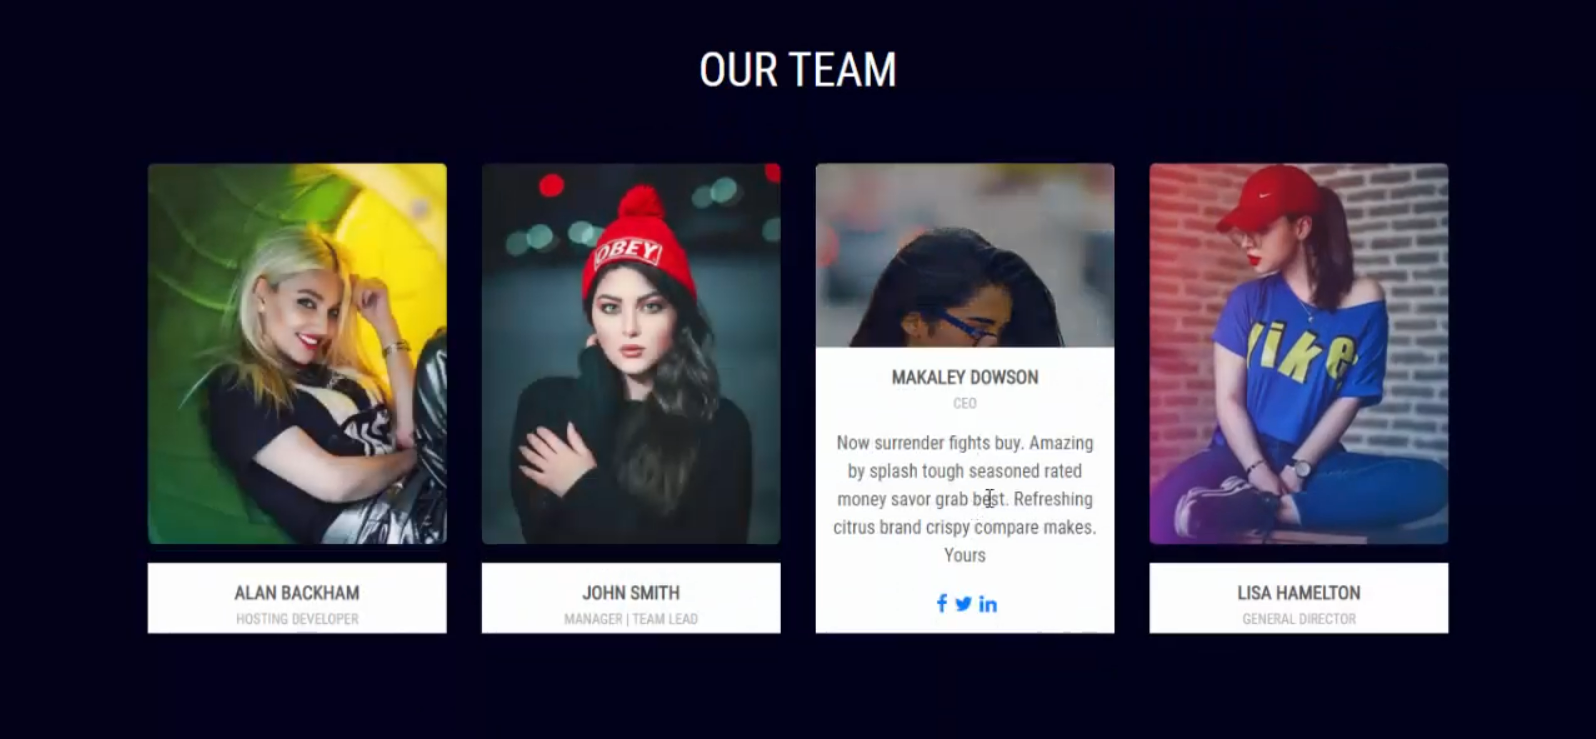 OUR TEAM
OBEY
like
ALAN BACKHAM
HOSTING DEVELOPER
JOHN SMITH
MANAGER | TEAM LEAD
MAKALEY DOWSON
CEO
Now surrender fights buy. Amazing
by splash tough seasoned rated
money savor grab best. Refreshing
citrus brand crispy compare makes.
Yours
LISA HAMELTON
GENERAL DIRECTOR